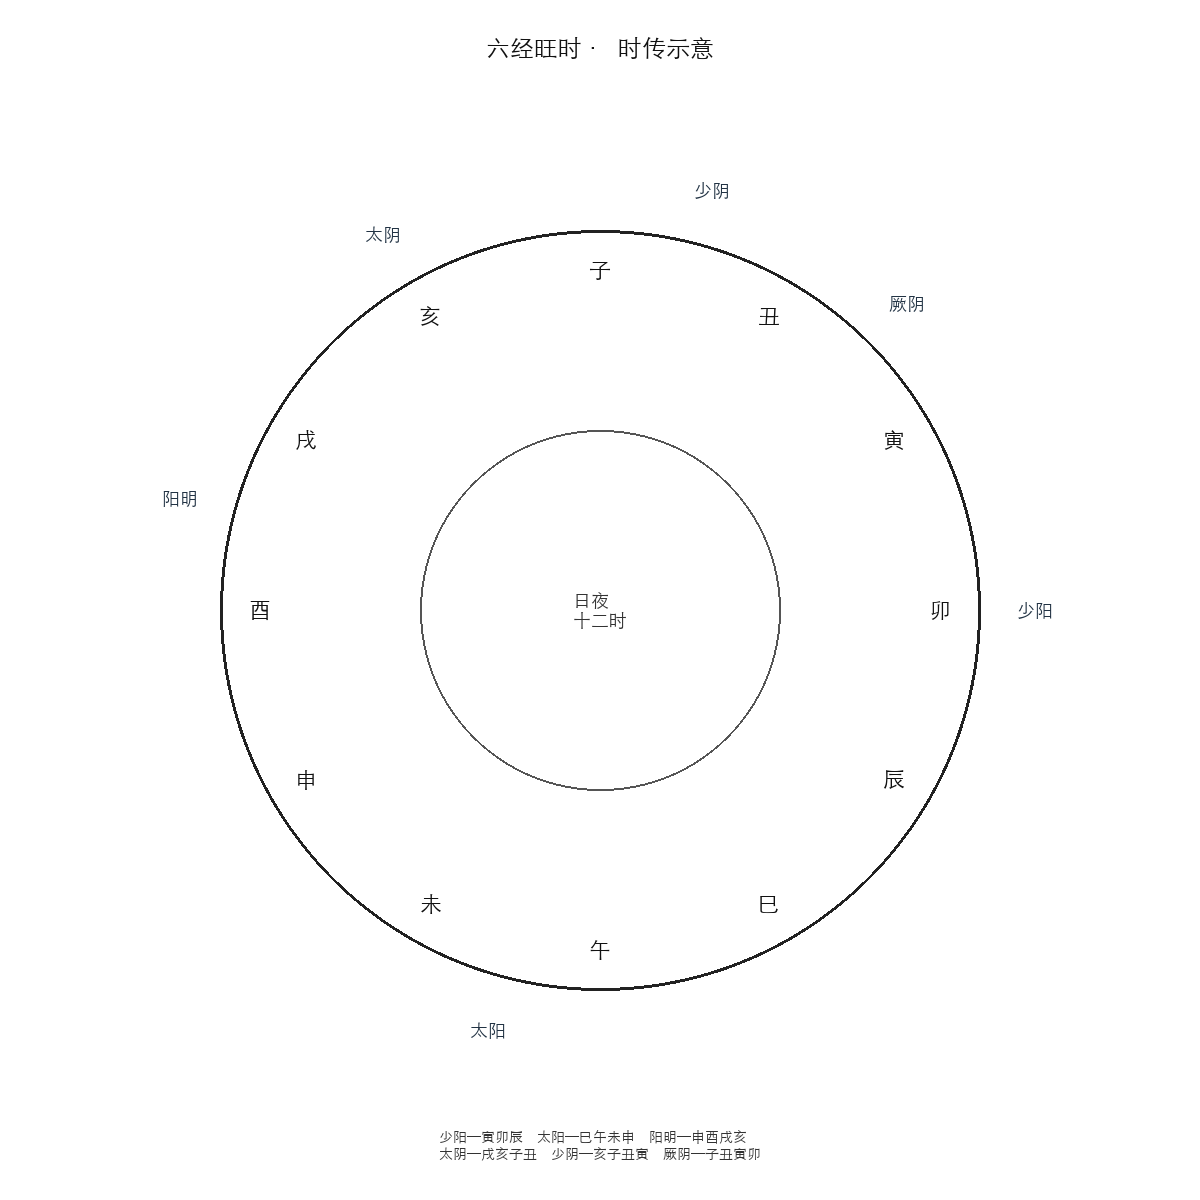 六经旺时 · 时传示意
少阴
太阴
子
亥
丑
厥阴
戌
寅
阳明
日夜
十二时
酉
卯
少阳
申
辰
未
巳
午
太阳
少阳—寅卯辰 太阳—巳午未申 阳明—申酉戌亥
太阴—戌亥子丑 少阴—亥子丑寅 厥阴—子丑寅卯